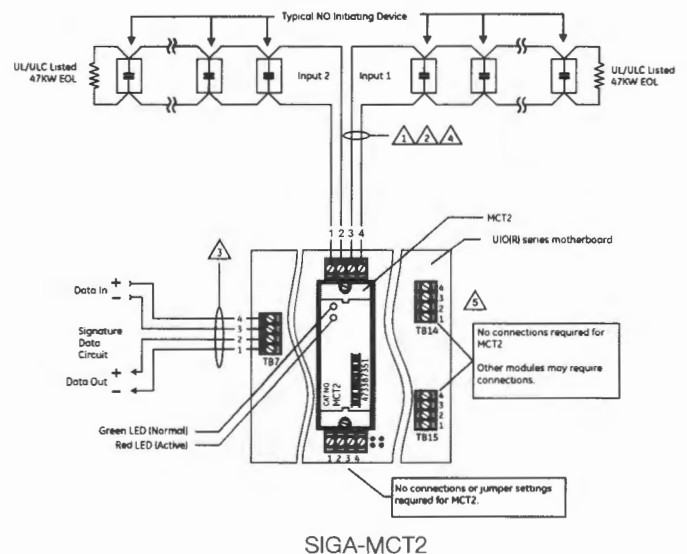 Typical NO Initiating Device
UL/ULC Listed
47KW EOL
Input 2
Input 1
UL/ULC Listed
47KW EOL
1 2 4
1 2 3 4
MCT2
UIO(R) series motherboard
3
5
Data In
+
−
Signature
Data
Circuit
Data Out
+
−
4
3
2
1
TB7
4
3
2
1
TB14
No connections required for
MCT2
Other modules may require
connections.
CAT NO
MCT2
473387351
4
3
2
1
TB15
Green LED (Normal)
Red LED (Active)
1 2 3 4
No connections or jumper settings
required for MCT2.
SIGA-MCT2